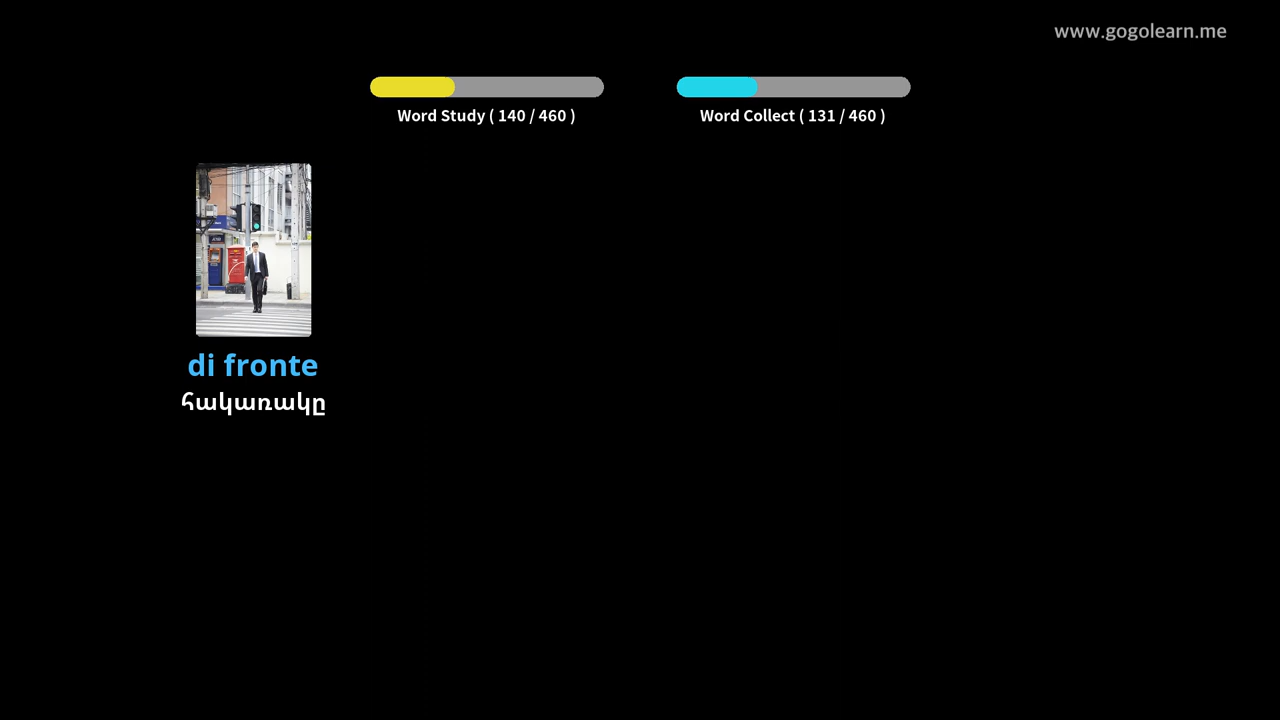 www.gogolearn.me
Word Study ( 140 / 460 )
Word Collect ( 131 / 460 )
di fronte
հակառակը